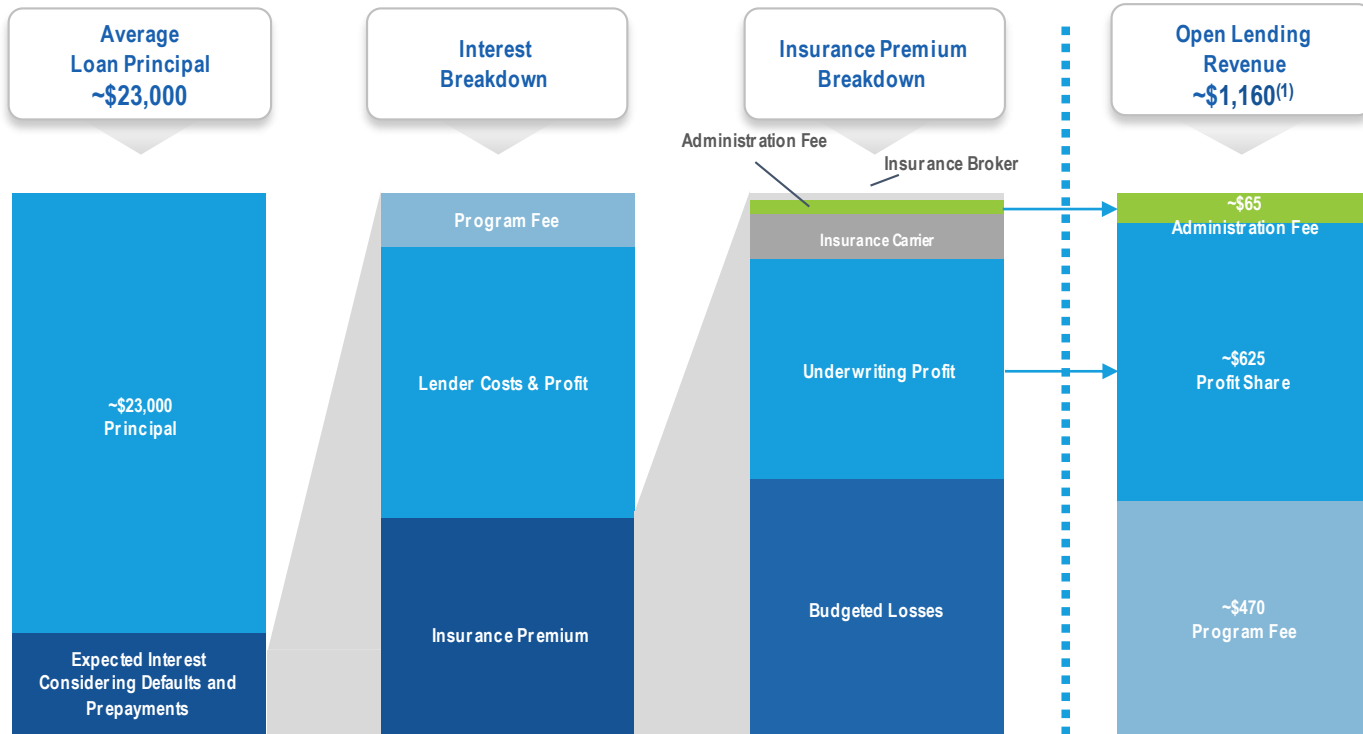 Average
Loan Principal
~$23,000
Interest
Breakdown
Insurance Premium
Breakdown
Open Lending
Revenue
~$1,160(1)
Administration Fee
Insurance Broker
~$23,000
Principal
Expected Interest
Considering Defaults and
Prepayments
Program Fee
Lender Costs & Profit
Insurance Premium
Insurance Carrier
Underwriting Profit
Budgeted Losses
~$65
Administration Fee
~$625
Profit Share
~$470
Program Fee